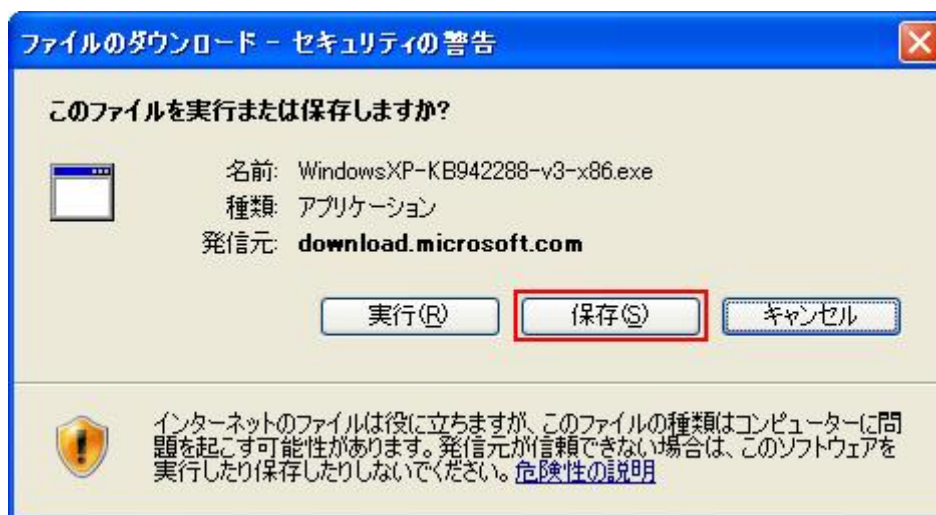 ファイルのダウンロード - セキュリティの警告
このファイルを実行または保存しますか?
名前: WindowsXP-KB942288-v3-x86.exe
種類: アプリケーション
発信元: download.microsoft.com
実行(R) 保存(S) キャンセル
インターネットのファイルは役に立ちますが、このファイルの種類はコンピューターに問
題を起こす可能性があります。発信元が信頼できない場合は、このソフトウェアを
実行したり保存したりしないでください。危険性の説明